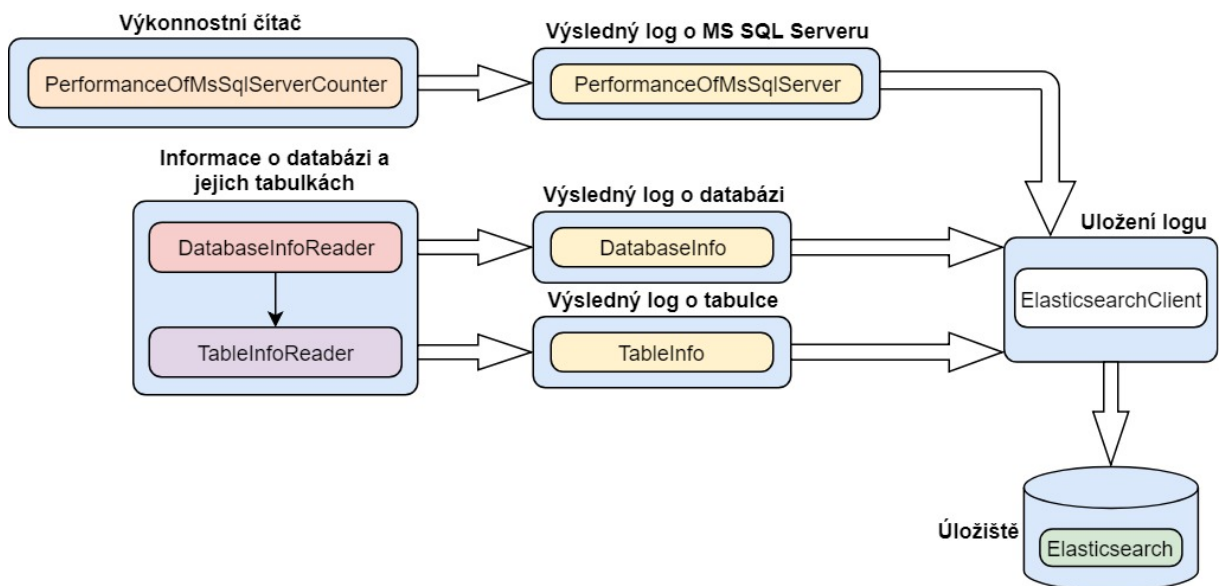 Výkonnostní čítač
PerformanceOfMsSqlServerCounter
Výsledný log o MS SQL Serveru
PerformanceOfMsSqlServer
Informace o databázi a
jejich tabulkách
DatabaseInfoReader
TableInfoReader
Výsledný log o databázi
DatabaseInfo
Výsledný log o tabulce
TableInfo
Uložení logu
ElasticsearchClient
Úložiště
Elasticsearch